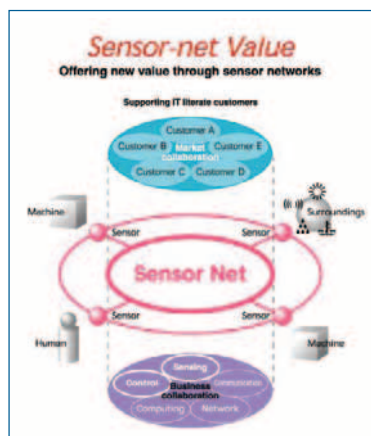 Sensor-net Value
Offering new value through sensor networks
Supporting IT literate customers
Customer A
Customer B
Market
Customer E
collaboration
Customer C
Customer D
Machine
Surroundings
Sensor
Sensor
Sensor Net
Sensor
Sensor
Human
Machine
Sensing
Control
Business
Communication
collaboration
Computing
Network